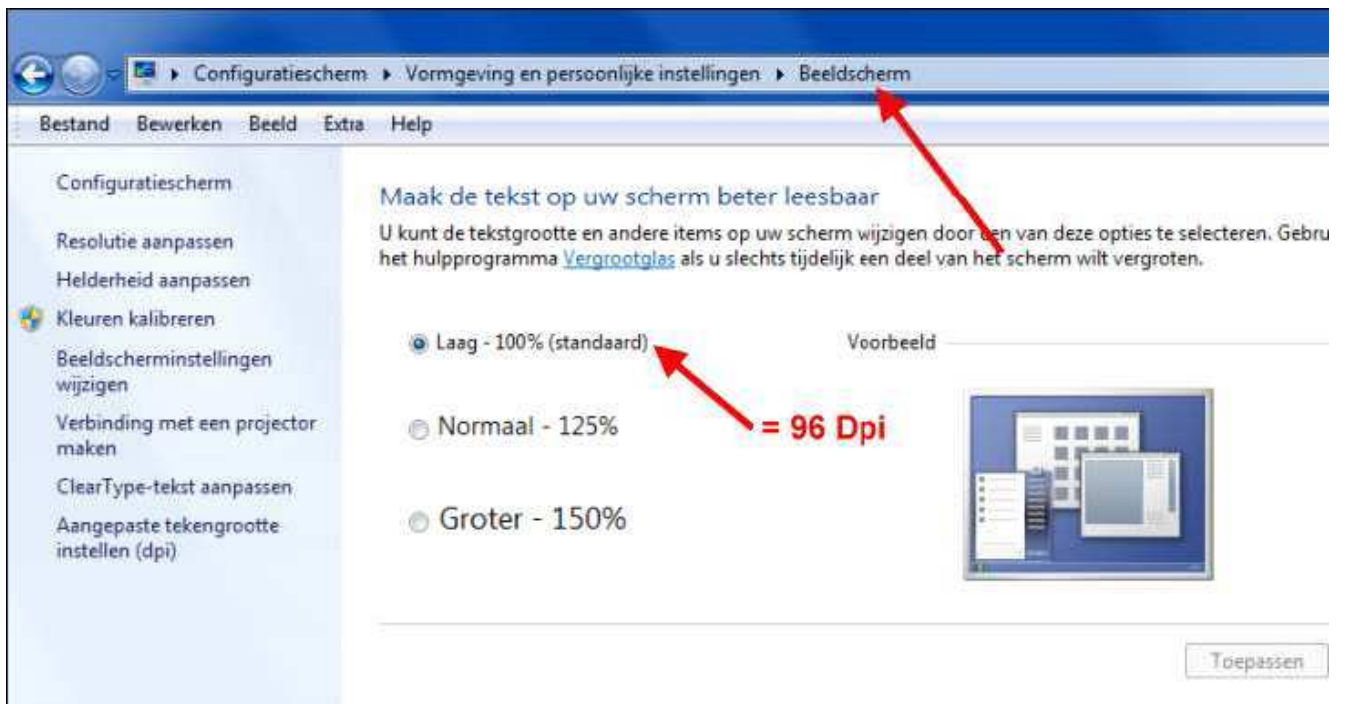 Configuratiescherm Vormgeving en persoonlijke instellingen Beeldscherm
Bestand Bewerken Beeld Extra Help
Configuratiescherm
Resolutie aanpassen
Helderheid aanpassen
Kleuren kalibreren
Beeldscherminstellingen
wijzigen
Verbinding met een projector
maken
ClearType-tekst aanpassen
Aangepaste tekengrootte
instellen (dpi)
Maak de tekst op uw scherm beter leesbaar
U kunt de tekstgrootte en andere items op uw scherm wijzigen door een van deze opties te selecteren. Gebru
het hulpprogramma Vergrootglas als u slechts tijdelijk een deel van het scherm wilt vergroten.
Laag - 100% (standaard)
Voorbeeld
Normaal - 125%
= 96 Dpi
Groter - 150%
Toepassen